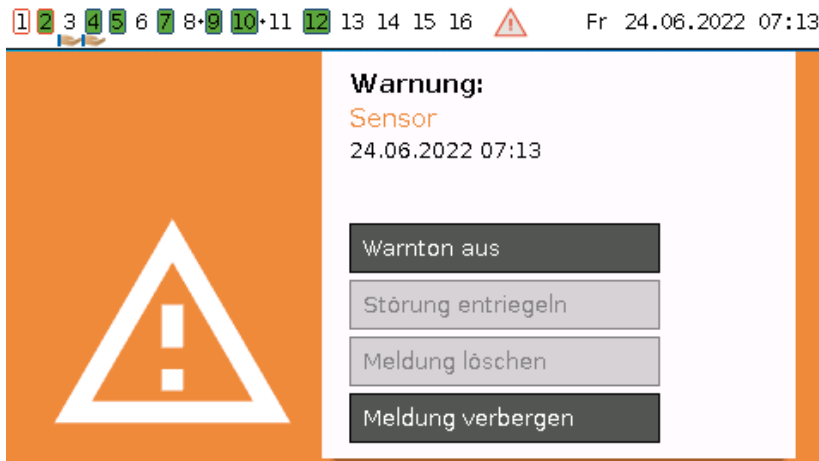 1 2 3 4 5 6 7 8+9 10+11 12 13 14 15 16 Fr 24.06.2022 07:13
Warnung:
Sensor
24.06.2022 07:13
Warnton aus
Störung entriegeln
Meldung löschen
Meldung verbergen